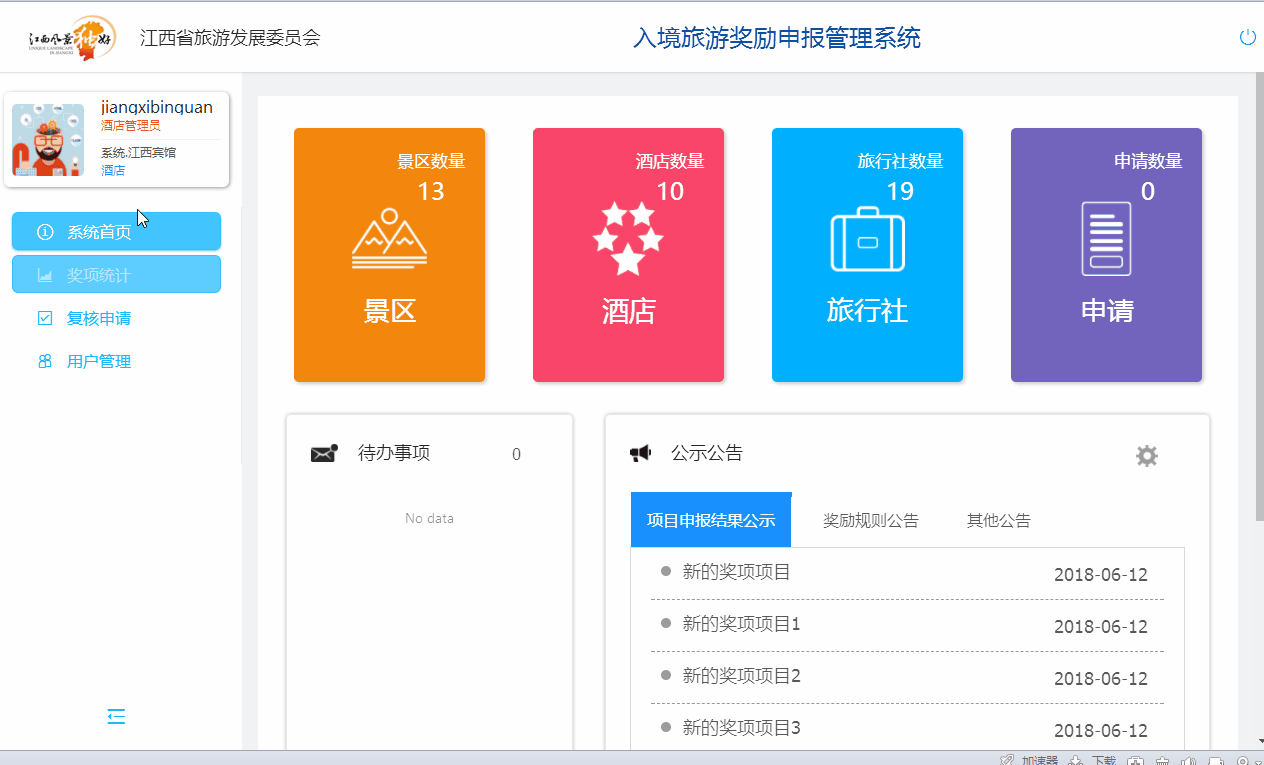 江西风景独好
UNIQUE LANDSCAPE
IN JIANGXI
江西省旅游发展委员会
入境旅游奖励申报管理系统
jiangxibinguan
酒店管理员
系统.江西宾馆
酒店
系统首页
奖项统计
复核申请
用户管理
景区数量
13
景区
酒店数量
10
酒店
旅行社数量
19
旅行社
申请数量
0
申请
待办事项 0
No data
公示公告
项目申报结果公示 奖励规则公告 其他公告
新的奖项项目 2018-06-12
新的奖项项目1 2018-06-12
新的奖项项目2 2018-06-12
新的奖项项目3 2018-06-12
加速器 下载